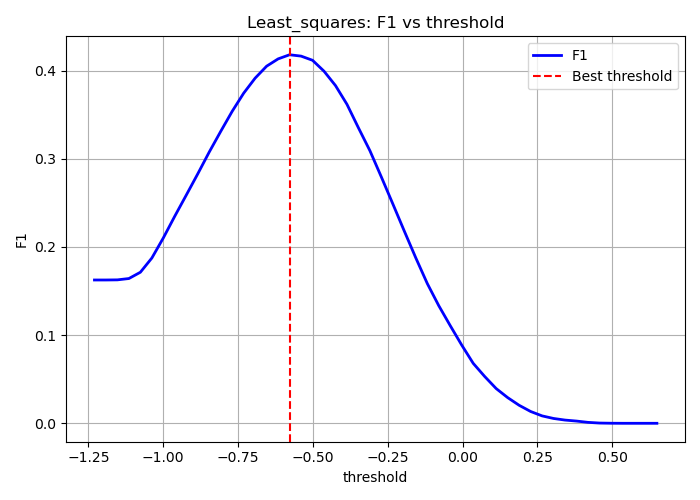 Least_squares: F1 vs threshold
F1
Best threshold
0.4
0.3
0.2
0.1
0.0
F1
−1.25
−1.00
−0.75
−0.50
−0.25
0.00
0.25
0.50
threshold